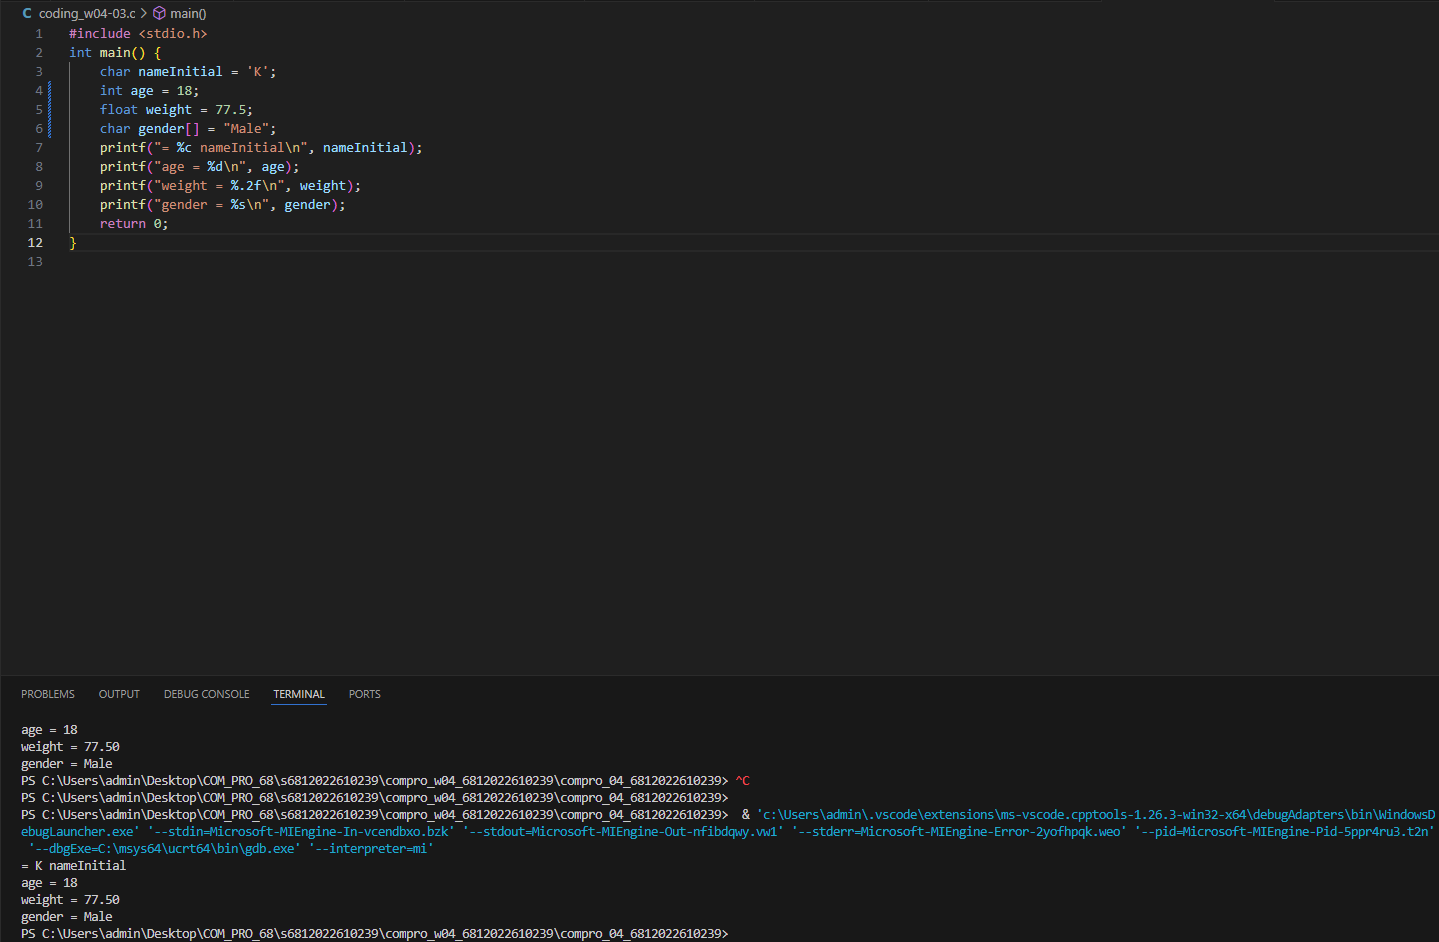 coding_w04-03.c > main()
1 #include <stdio.h>
2 int main() {
3     char nameInitial = 'K';
4     int age = 18;
5     float weight = 77.5;
6     char gender[] = "Male";
7     printf("= %c nameInitial\n", nameInitial);
8     printf("age = %d\n", age);
9     printf("weight = %.2f\n", weight);
10     printf("gender = %s\n", gender);
11     return 0;
12 }
13
PROBLEMS OUTPUT DEBUG CONSOLE TERMINAL PORTS
age = 18
weight = 77.50
gender = Male
PS C:\Users\admin\Desktop\COM_PRO_68\s6812022610239\compro_w04_6812022610239\compro_04_6812022610239> ^C
PS C:\Users\admin\Desktop\COM_PRO_68\s6812022610239\compro_w04_6812022610239\compro_04_6812022610239>
PS C:\Users\admin\Desktop\COM_PRO_68\s6812022610239\compro_w04_6812022610239\compro_04_6812022610239>  & 'c:\Users\admin\.vscode\extensions\ms-vscode.cpptools-1.26.3-win32-x64\debugAdapters\bin\WindowsD
ebugLauncher.exe' '--stdin=Microsoft-MIEngine-In-vcendbxo.bzk' '--stdout=Microsoft-MIEngine-Out-nfibdqwy.vw1' '--stderr=Microsoft-MIEngine-Error-2yofhpqk.weo' '--pid=Microsoft-MIEngine-Pid-5ppr4ru3.t2n'
'--dbgExe=C:\msys64\ucrt64\bin\gdb.exe' '--interpreter=mi'
= K nameInitial
age = 18
weight = 77.50
gender = Male
PS C:\Users\admin\Desktop\COM_PRO_68\s6812022610239\compro_w04_6812022610239\compro_04_6812022610239>